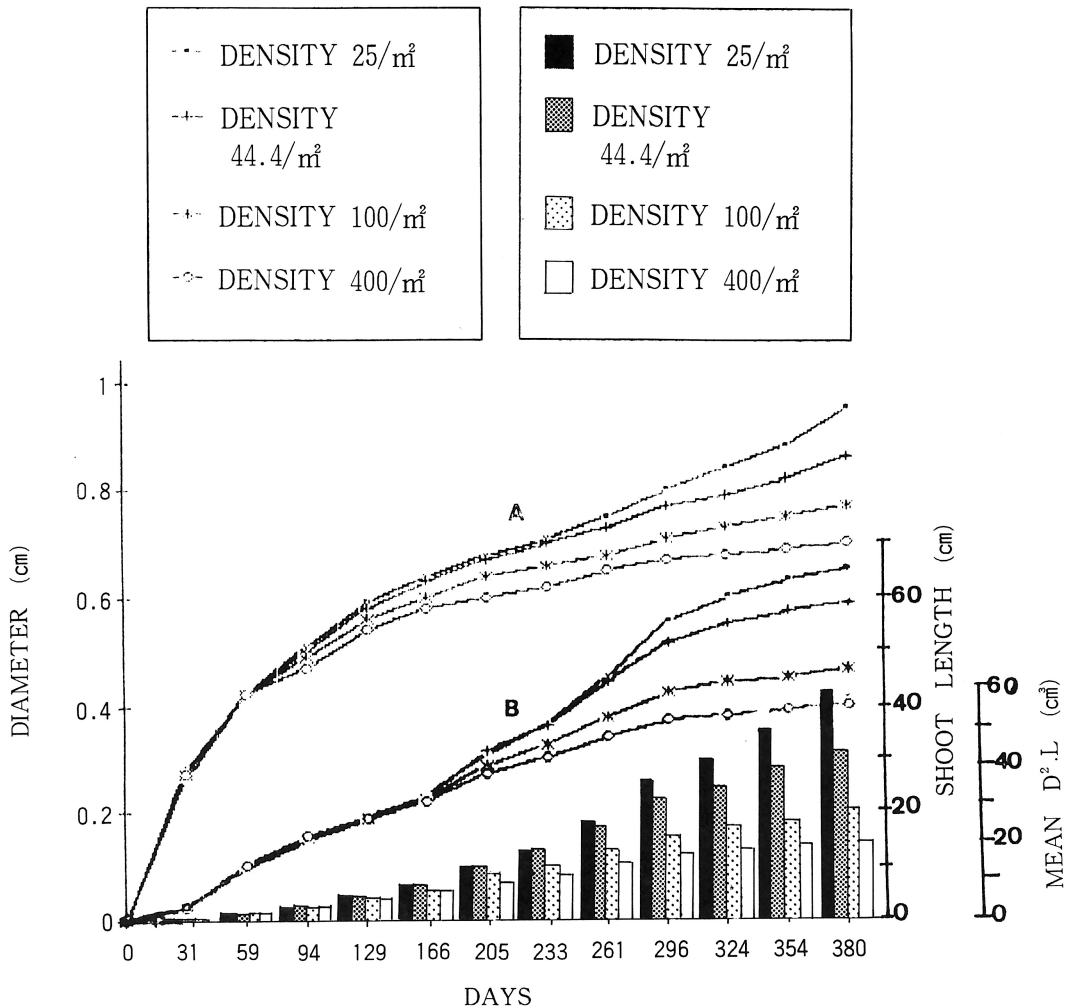 DENSITY 25/㎡
DENSITY
44.4/㎡
DENSITY 100/㎡
DENSITY 400/㎡
DENSITY 25/㎡
DENSITY
44.4/㎡
DENSITY 100/㎡
DENSITY 400/㎡
DIAMETER (cm)
1
0.8
0.6
0.4
0.2
0
A
B
SHOOT LENGTH (cm)
60
40
20
0
MEAN D².L (cm³)
60
40
20
0
0 31 59 94 129 166 205 233 261 296 324 354 380
DAYS